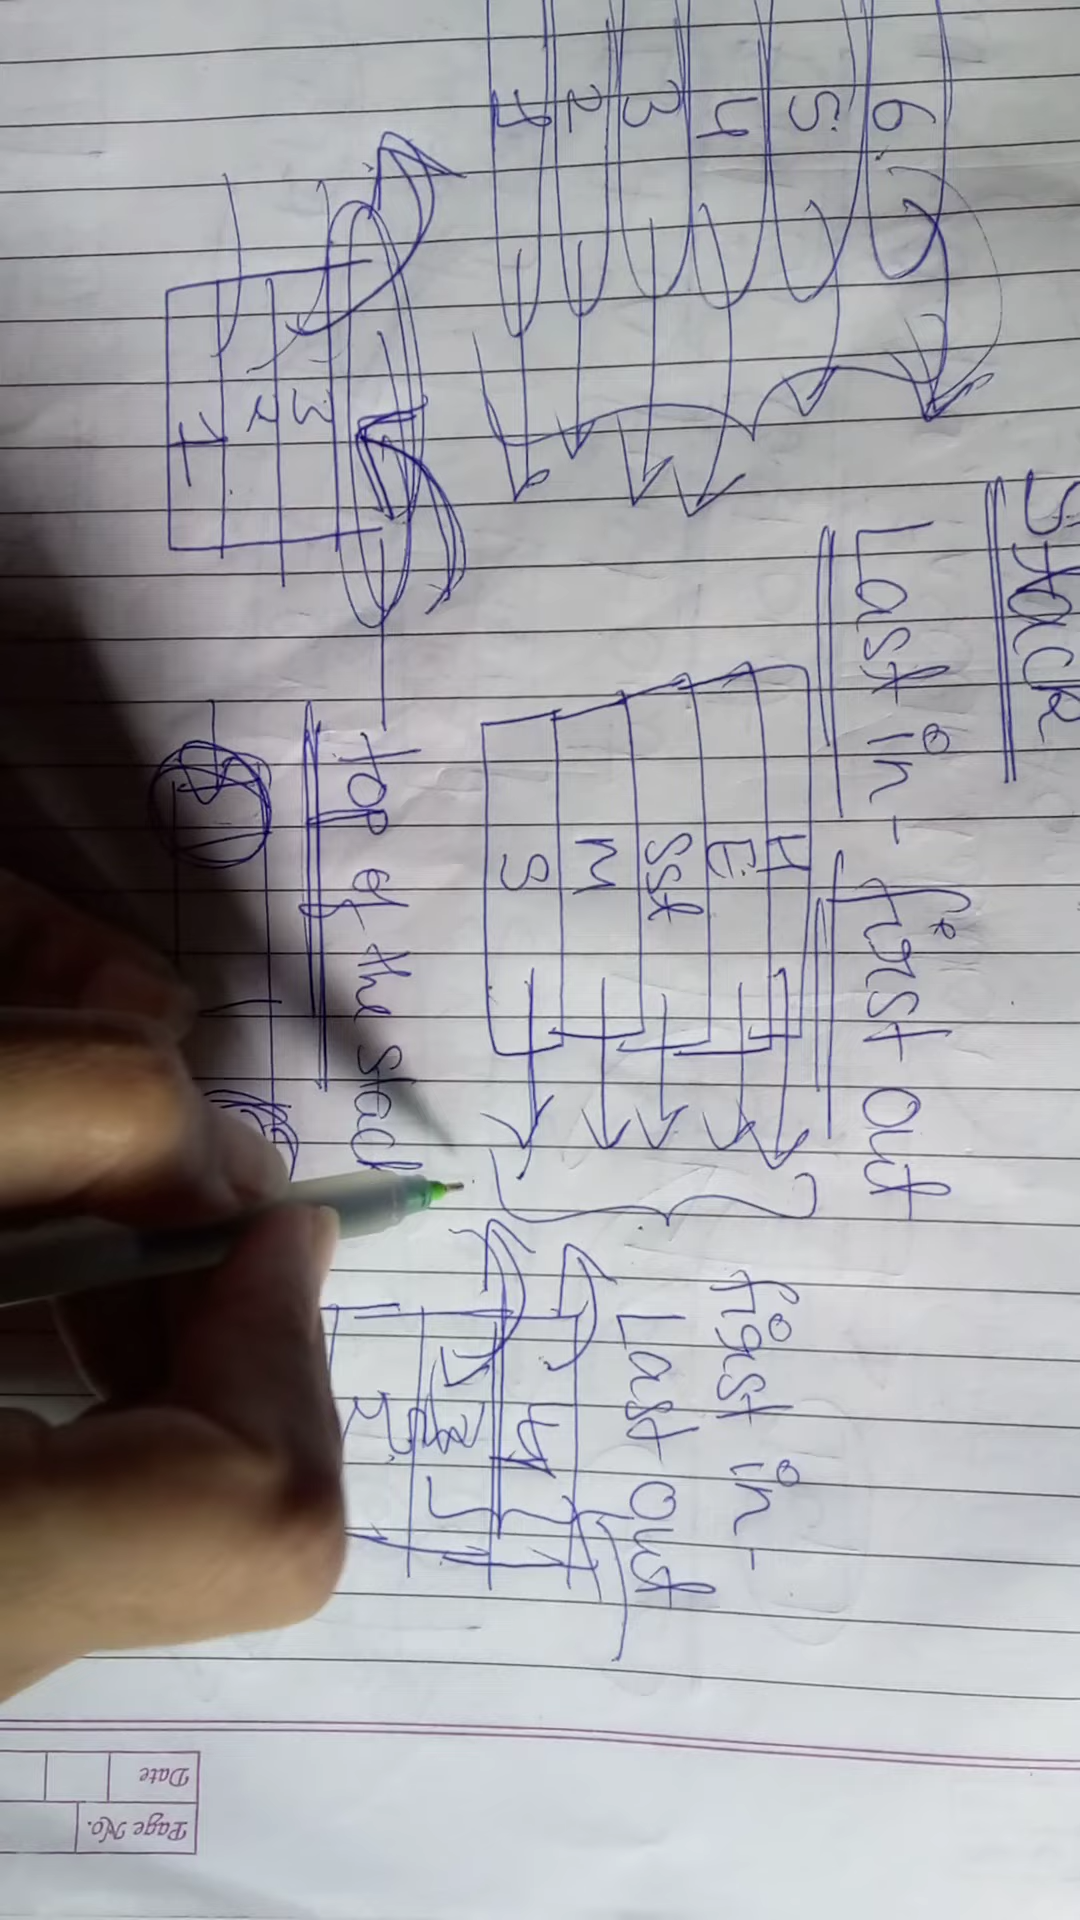 Stack
Last in - first out
6
5
4
3
2
1
H
E
SSt
M
S
first in -
Last out
4
3
2
top of the stack
3
2
1
Page No.
Date